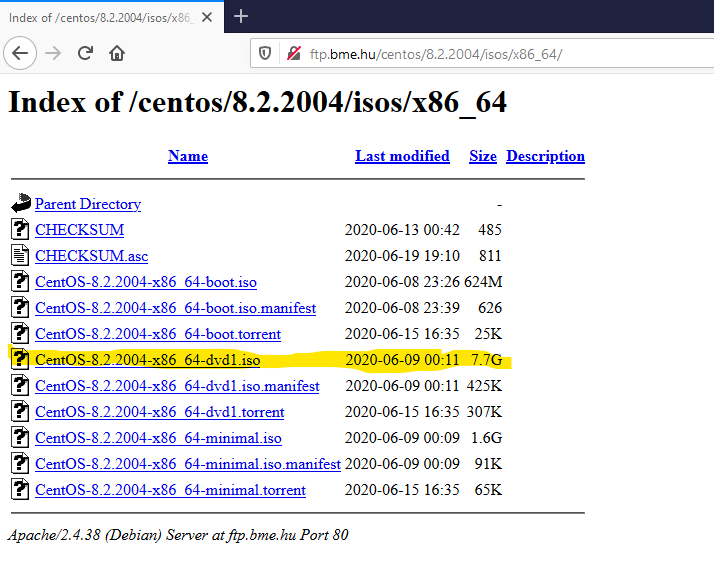 Index of /centos/8.2.2004/isos/x86_
ftp.bme.hu/centos/8.2.2004/isos/x86_64/
Index of /centos/8.2.2004/isos/x86_64
Name Last modified Size Description
Parent Directory -
CHECKSUM 2020-06-13 00:42 485
CHECKSUM.asc 2020-06-19 19:10 811
CentOS-8.2.2004-x86_64-boot.iso 2020-06-08 23:26 624M
CentOS-8.2.2004-x86_64-boot.iso.manifest 2020-06-08 23:39 626
CentOS-8.2.2004-x86_64-boot.torrent 2020-06-15 16:35 25K
CentOS-8.2.2004-x86_64-dvd1.iso 2020-06-09 00:11 7.7G
CentOS-8.2.2004-x86_64-dvd1.iso.manifest 2020-06-09 00:11 425K
CentOS-8.2.2004-x86_64-dvd1.torrent 2020-06-15 16:35 307K
CentOS-8.2.2004-x86_64-minimal.iso 2020-06-09 00:09 1.6G
CentOS-8.2.2004-x86_64-minimal.iso.manifest 2020-06-09 00:09 91K
CentOS-8.2.2004-x86_64-minimal.torrent 2020-06-15 16:35 65K
Apache/2.4.38 (Debian) Server at ftp.bme.hu Port 80